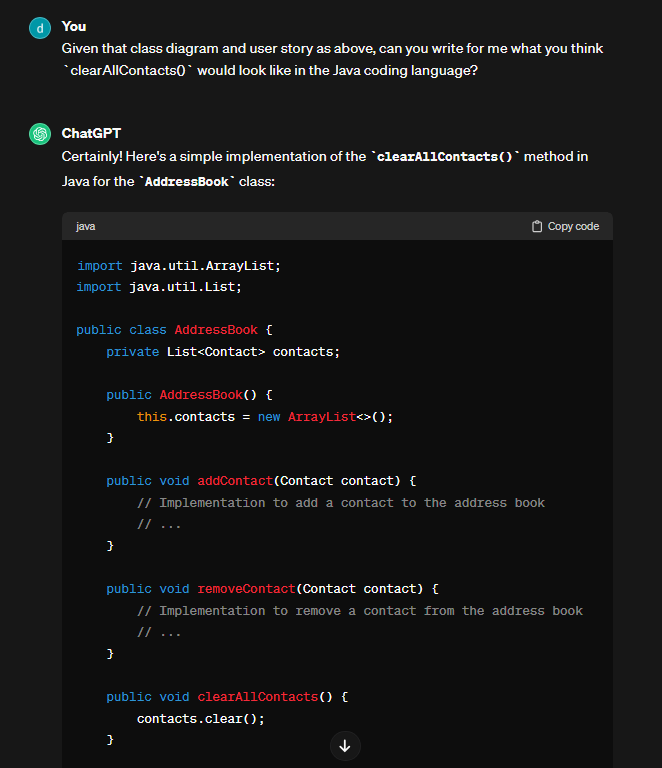 d
You
Given that class diagram and user story as above, can you write for me what you think
`clearAllContacts()` would look like in the Java coding language?
ChatGPT
Certainly! Here's a simple implementation of the `clearAllContacts()` method in
Java for the `AddressBook` class:
java
Copy code
import java.util.ArrayList;
import java.util.List;
public class AddressBook {
    private List<Contact> contacts;
    public AddressBook() {
        this.contacts = new ArrayList<>();
    }
    public void addContact(Contact contact) {
        // Implementation to add a contact to the address book
        // ...
    }
    public void removeContact(Contact contact) {
        // Implementation to remove a contact from the address book
        // ...
    }
    public void clearAllContacts() {
        contacts.clear();
    }